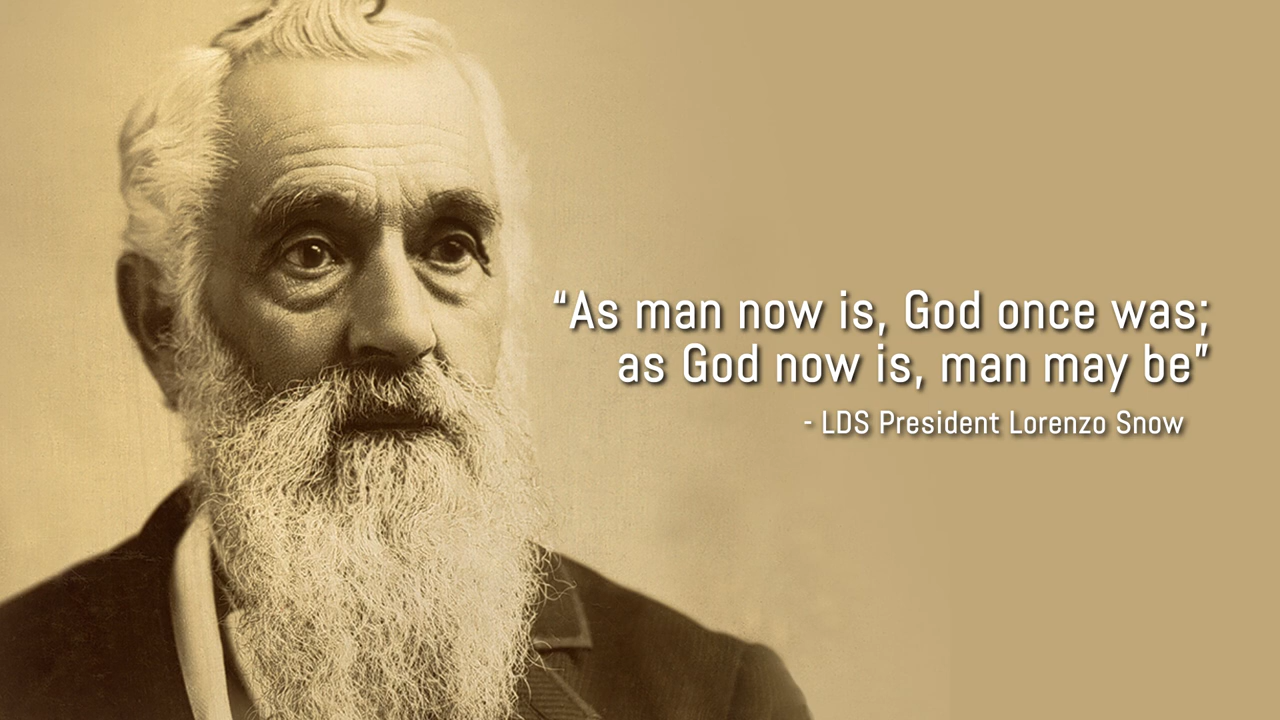 “As man now is, God once was;
as God now is, man may be”
- LDS President Lorenzo Snow